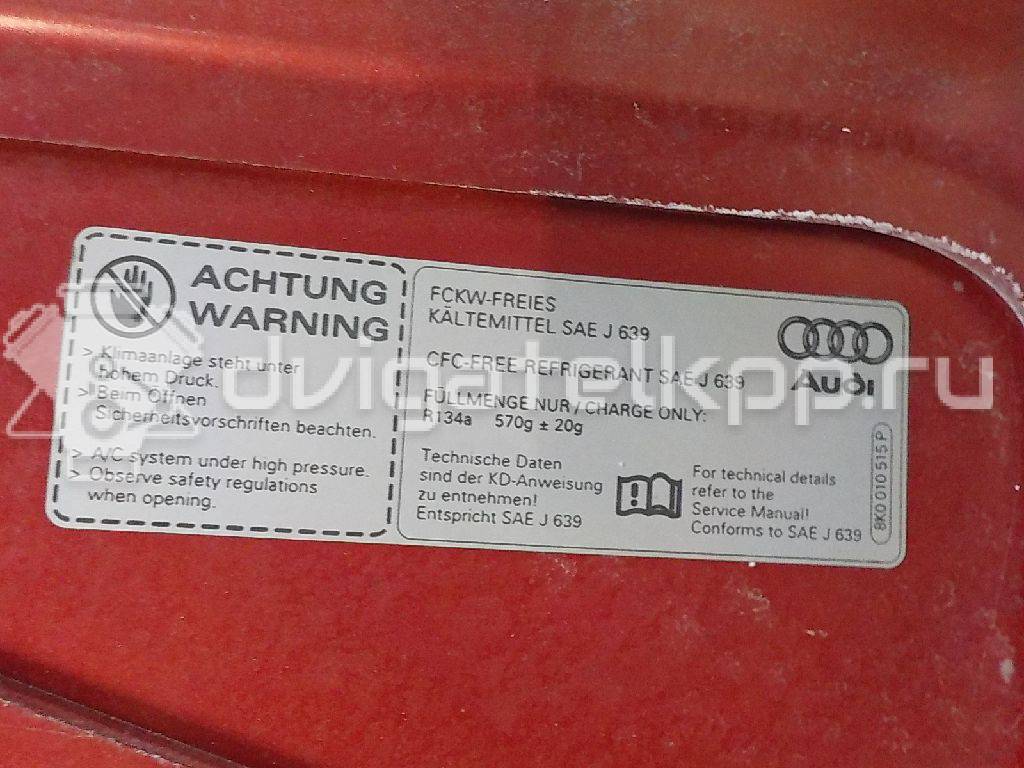 ACHTUNG
WARNING
> Klimaanlage steht unter
hohem Druck.
> Beim Öffnen
Sicherheitsvorschriften beachten.
> A/C system under high pressure.
> Observe safety regulations
when opening.
FCKW-FREIES
KÄLTEMITTEL SAE J 639
CFC-FREE REFRIGERANT SAE J 639
FÜLLMENGE NUR / CHARGE ONLY:
R134a 570g ± 20g
Technische Daten
sind der KD-Anweisung
zu entnehmen!
Entspricht SAE J 639
For technical details
refer to the
Service Manual!
Conforms to SAE J 639
Audi
8K0 010 515 P
dvigatelkpp.ru